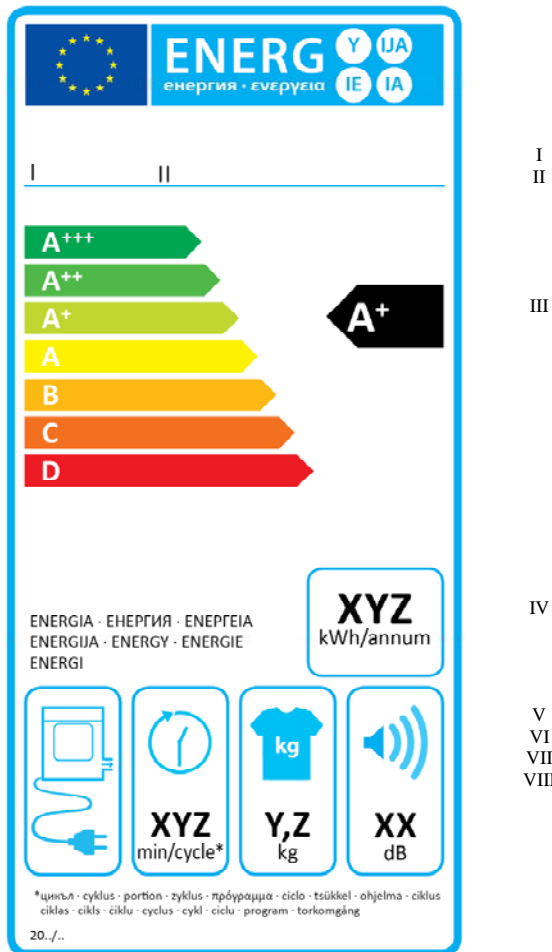 ENERG Y IJA
енергия · ενεργεια IE IA
I II
I
II
A+++
A++
A+
A
B
C
D
A+
III
XYZ
kWh/annum
IV
ENERGIA · ЕНЕРГИЯ · ΕΝΕΡΓΕΙΑ
ENERGIJA · ENERGY · ENERGIE
ENERGI
V
VI
VII
VIII
XYZ
min/cycle*
kg
Y,Z
kg
XX
dB
*цикъл · cyklus · portion · zyklus · πρόγραμμα · ciclo · tsükkel · ohjelma · ciklus
ciklas · cikls · ċiklu · cyclus · cykl · ciclu · program · torkomgång
20../..